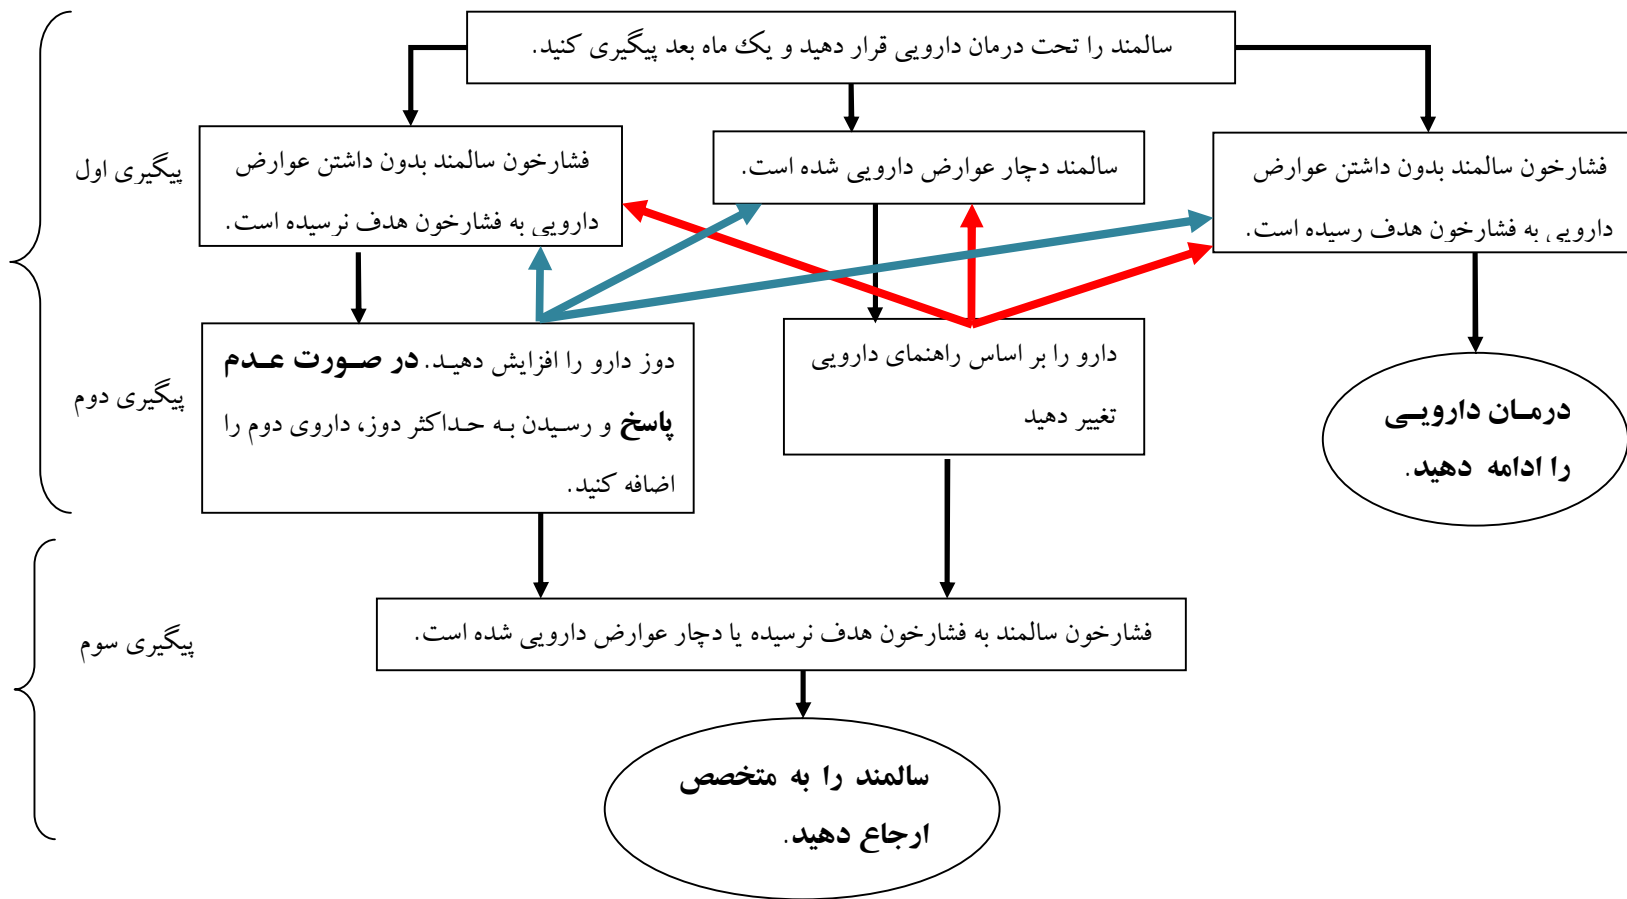 سالمند را تحت درمان دارویی قرار دهید و یک ماه بعد پیگیری کنید.
پیگیری اول
فشارخون سالمند بدون داشتن عوارض
دارویی به فشارخون هدف رسیده است.
سالمند دچار عوارض دارویی شده است.
فشارخون سالمند بدون داشتن عوارض
دارویی به فشارخون هدف نرسیده است.
پیگیری دوم
درمان دارویی
را ادامه دهید.
دارو را بر اساس راهنمای دارویی
تغییر دهید
دوز دارو را افزایش دهید. در صورت عدم
پاسخ و رسیدن به حداکثر دوز، داروی دوم را
اضافه کنید.
پیگیری سوم
فشارخون سالمند به فشارخون هدف نرسیده یا دچار عوارض دارویی شده است.
سالمند را به متخصص
ارجاع دهید.